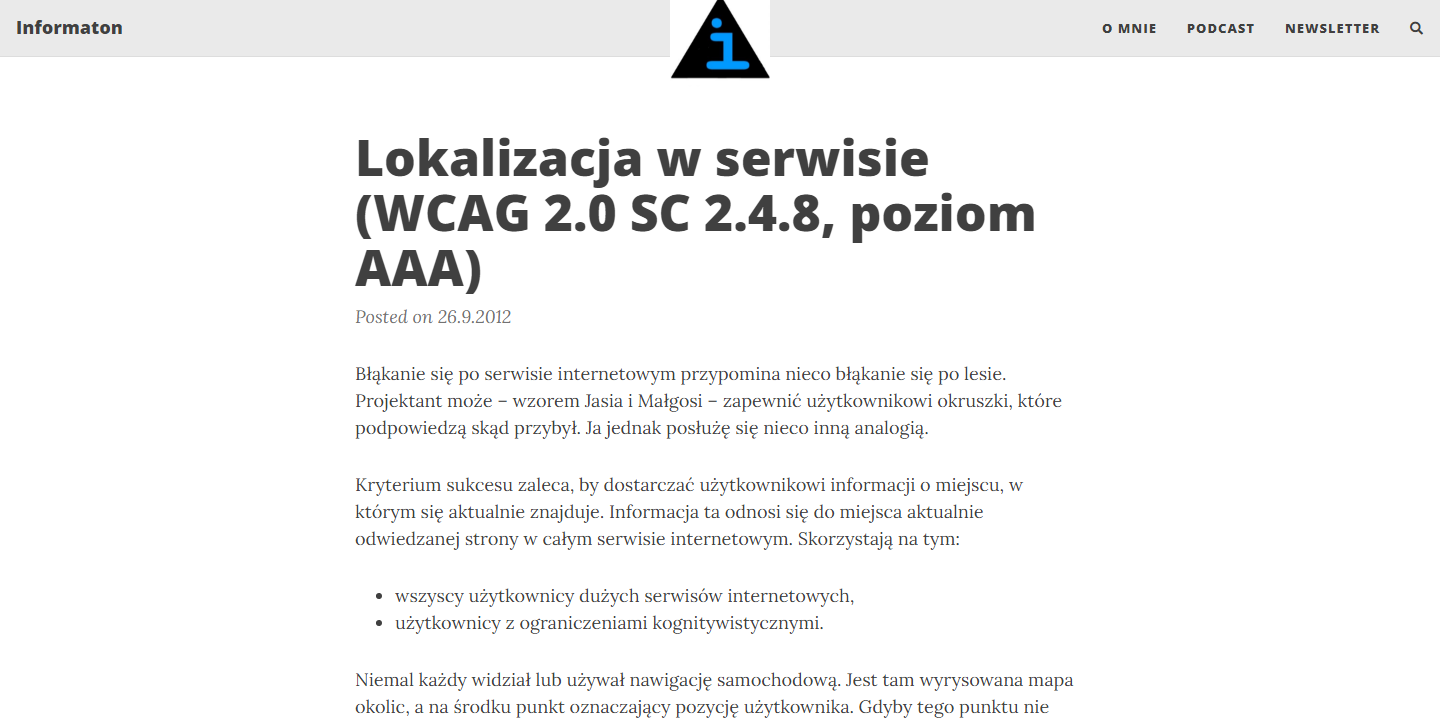 Informaton
i
O MNIE
PODCAST
NEWSLETTER
Lokalizacja w serwisie
(WCAG 2.0 SC 2.4.8, poziom
AAA)
Posted on 26.9.2012
Błąkanie się po serwisie internetowym przypomina nieco błąkanie się po lesie.
Projektant może – wzorem Jasia i Małgosi – zapewnić użytkownikowi okruszki, które
podpowiedzą skąd przybył. Ja jednak posłużę się nieco inną analogią.
Kryterium sukcesu zaleca, by dostarczać użytkownikowi informacji o miejscu, w
którym się aktualnie znajduje. Informacja ta odnosi się do miejsca aktualnie
odwiedzanej strony w całym serwisie internetowym. Skorzystają na tym:
wszyscy użytkownicy dużych serwisów internetowych,
użytkownicy z ograniczeniami kognitywistycznymi.
Niemal każdy widział lub używał nawigację samochodową. Jest tam wyrysowana mapa
okolic, a na środku punkt oznaczający pozycję użytkownika. Gdyby tego punktu nie